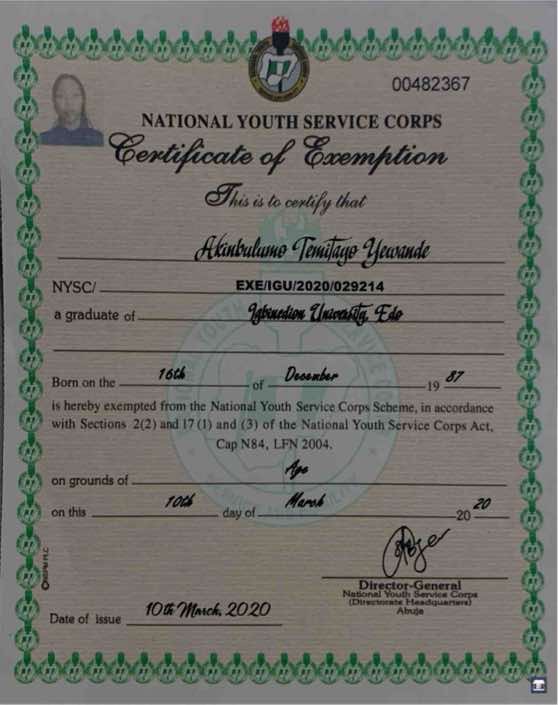 00482367
NATIONAL YOUTH SERVICE CORPS
Certificate of Exemption
This is to certify that
Akinbulumo Temitayo Yewande
NYSC/ EXE/IGU/2020/029214
a graduate of Igbinedion University, Edo
Born on the 16th of December 19 87
is hereby exempted from the National Youth Service Corps Scheme, in accordance
with Sections 2(2) and 17 (1) and (3) of the National Youth Service Corps Act,
Cap N84, LFN 2004.
on grounds of Age
on this 10th day of March 20 20
Director-General
National Youth Service Corps
(Directorate Headquarters)
Abuja
Date of issue 10th March, 2020